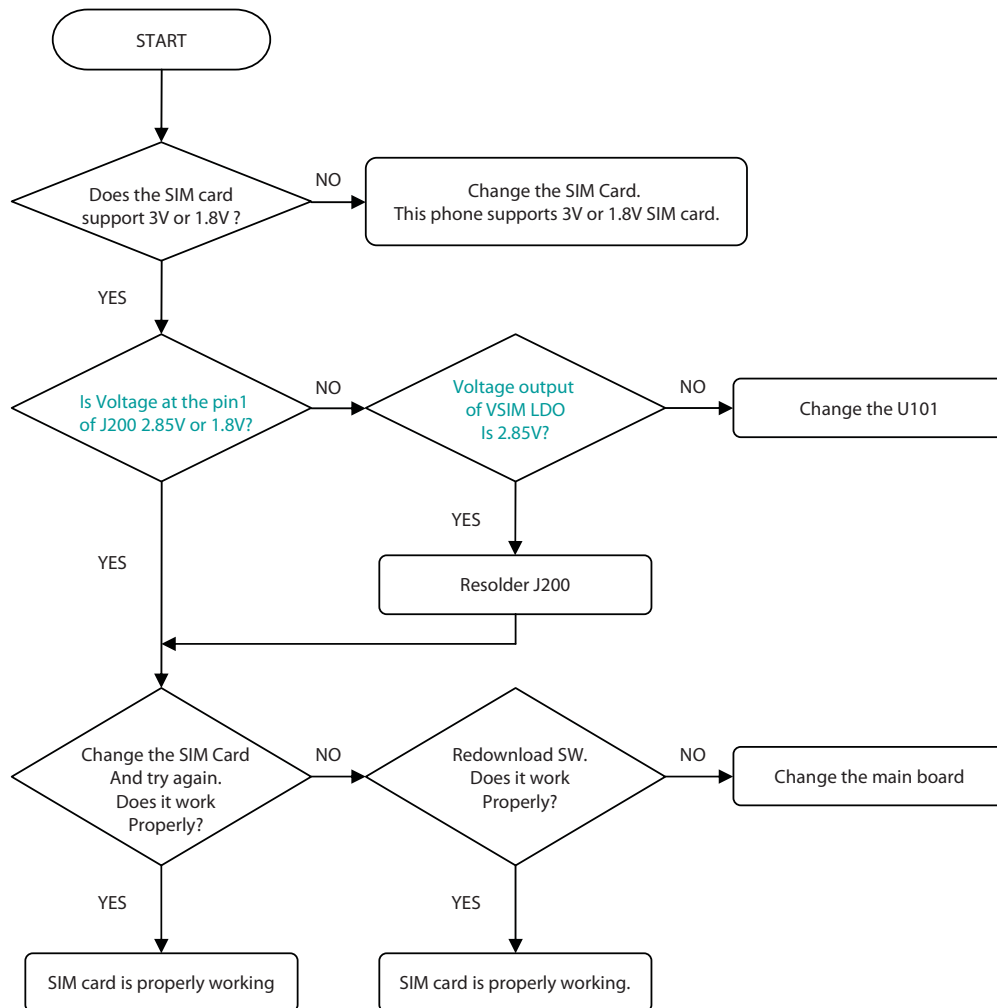 START
Does the SIM card
support 3V or 1.8V ?
NO
Change the SIM Card.
This phone supports 3V or 1.8V SIM card.
YES
Is Voltage at the pin1
of J200 2.85V or 1.8V?
NO
Voltage output
of VSIM LDO
Is 2.85V?
NO
Change the U101
YES
YES
Resolder J200
Change the SIM Card
And try again.
Does it work
Properly?
NO
Redownload SW.
Does it work
Properly?
NO
Change the main board
YES
YES
SIM card is properly working
SIM card is properly working.